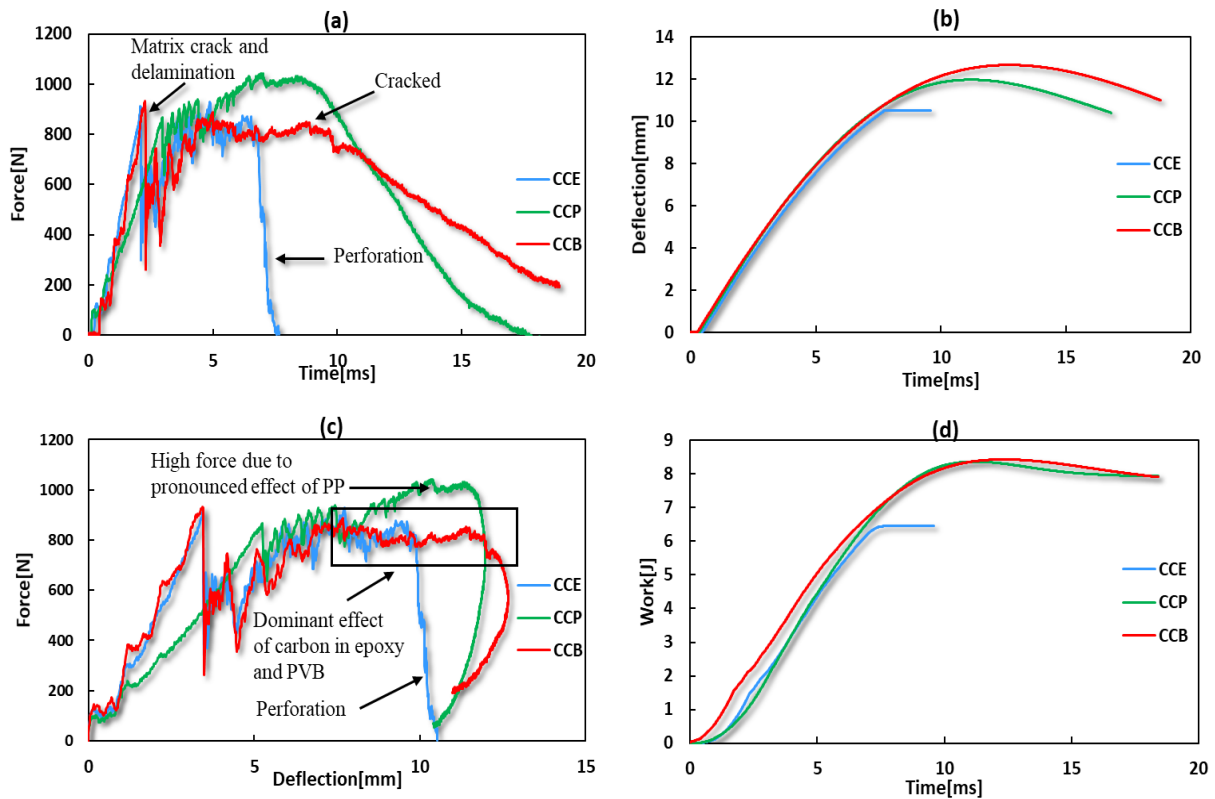 (a)
1200
1000
800
600
400
200
0
Force[N]
0
5
10
15
20
Time[ms]
Matrix crack and
delamination
Cracked
Perforation
CCE
CCP
CCB
(b)
14
12
10
8
6
4
2
0
Deflection[mm]
0
5
10
15
20
Time[ms]
CCE
CCP
CCB
(c)
1200
1000
800
600
400
200
0
Force[N]
0
5
10
15
Deflection[mm]
High force due to
pronounced effect of PP
Dominant effect
of carbon in epoxy
and PVB
Perforation
CCE
CCP
CCB
(d)
9
8
7
6
5
4
3
2
1
0
Work[J]
0
5
10
15
20
Time[ms]
CCE
CCP
CCB